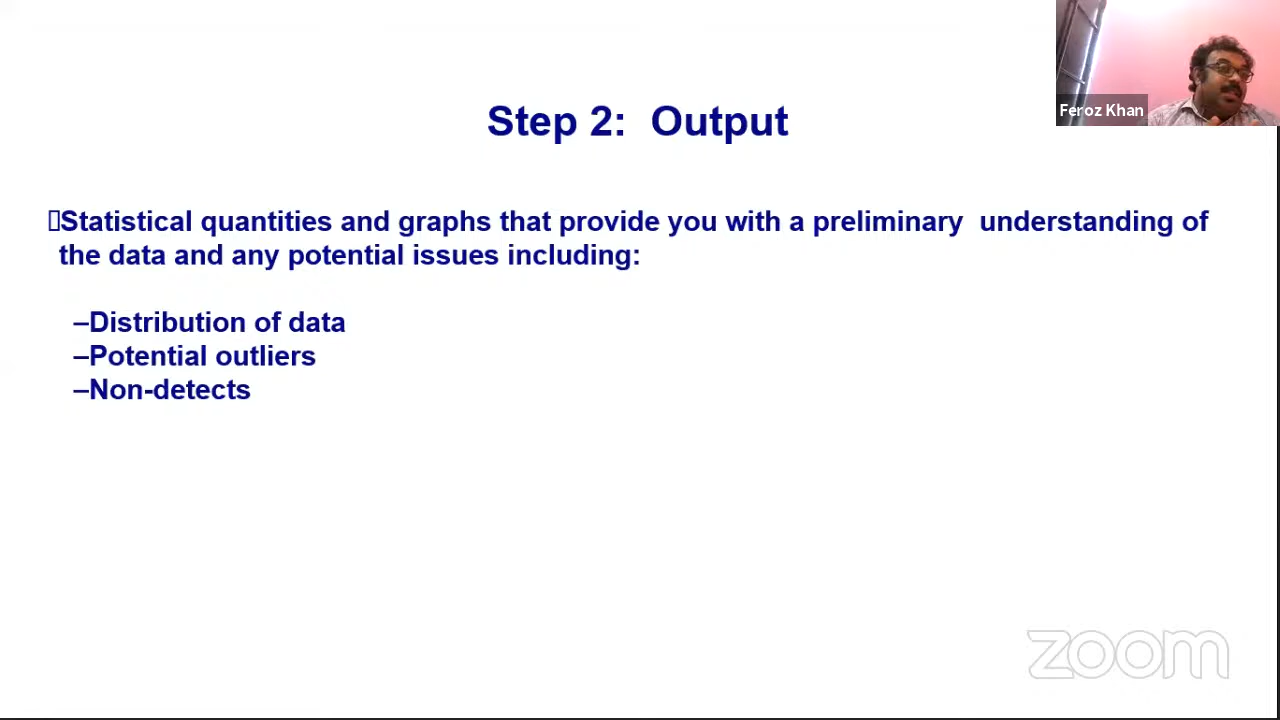 Feroz Khan
Step 2: Output
Statistical quantities and graphs that provide you with a preliminary understanding of
the data and any potential issues including:
–Distribution of data
–Potential outliers
–Non-detects
zoom